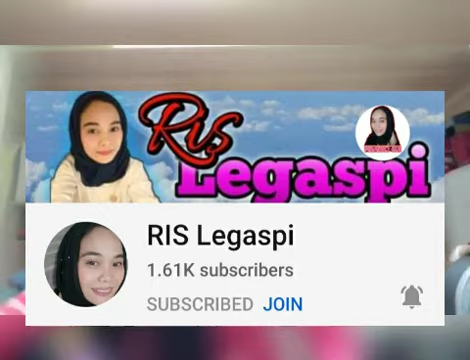 Ris
Legaspi
RIS Legaspi
1.61K subscribers
SUBSCRIBED JOIN